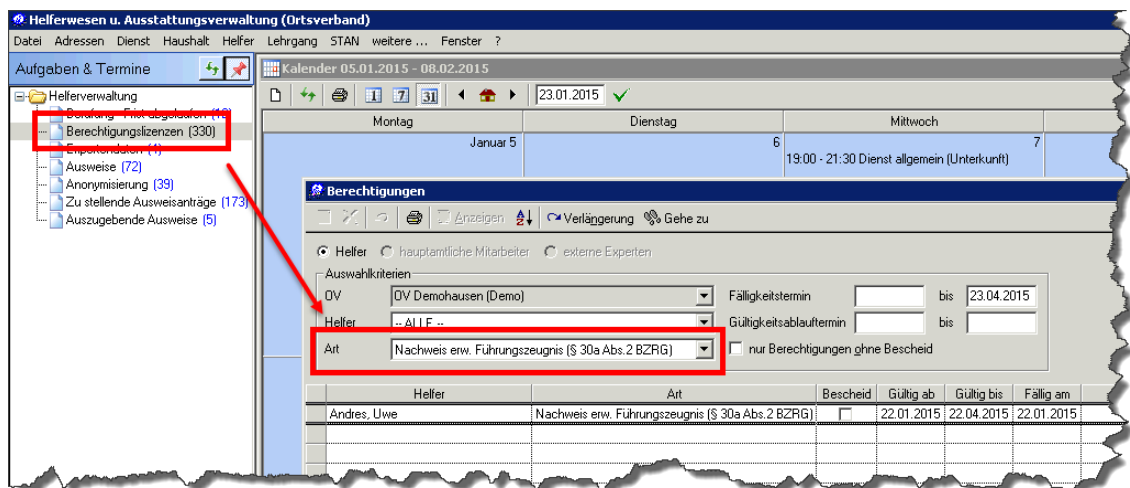 Helferwesen u. Ausstattungsverwaltung (Ortsverband)
Datei Adressen Dienst Haushalt Helfer Lehrgang STAN weitere ... Fenster ?
Aufgaben & Termine
Helferverwaltung
Berechtigungslizenzen (330)
Ausweise (72)
Anonymisierung (39)
Zu stellende Ausweisanträge (173)
Auszugebende Ausweise (5)
Kalender 05.01.2015 - 08.02.2015
1 7 31 23.01.2015
Montag Dienstag Mittwoch
Januar 5 6 7
19:00 - 21:30 Dienst allgemein (Unterkunft)
Berechtigungen
Anzeigen Verlängerung Gehe zu
Helfer hauptamtliche Mitarbeiter externe Experten
Auswahlkriterien
OV OV Demohausen (Demo) Fälligkeitstermin bis 23.04.2015
Helfer -- ALLE -- Gültigkeitsablauftermin bis
Art Nachweis erw. Führungszeugnis (§ 30a Abs.2 BZRG) nur Berechtigungen ohne Bescheid
Helfer Art Bescheid Gültig ab Gültig bis Fällig am
Andres, Uwe Nachweis erw. Führungszeugnis (§ 30a Abs.2 BZRG) 22.01.2015 22.04.2015 22.01.2015